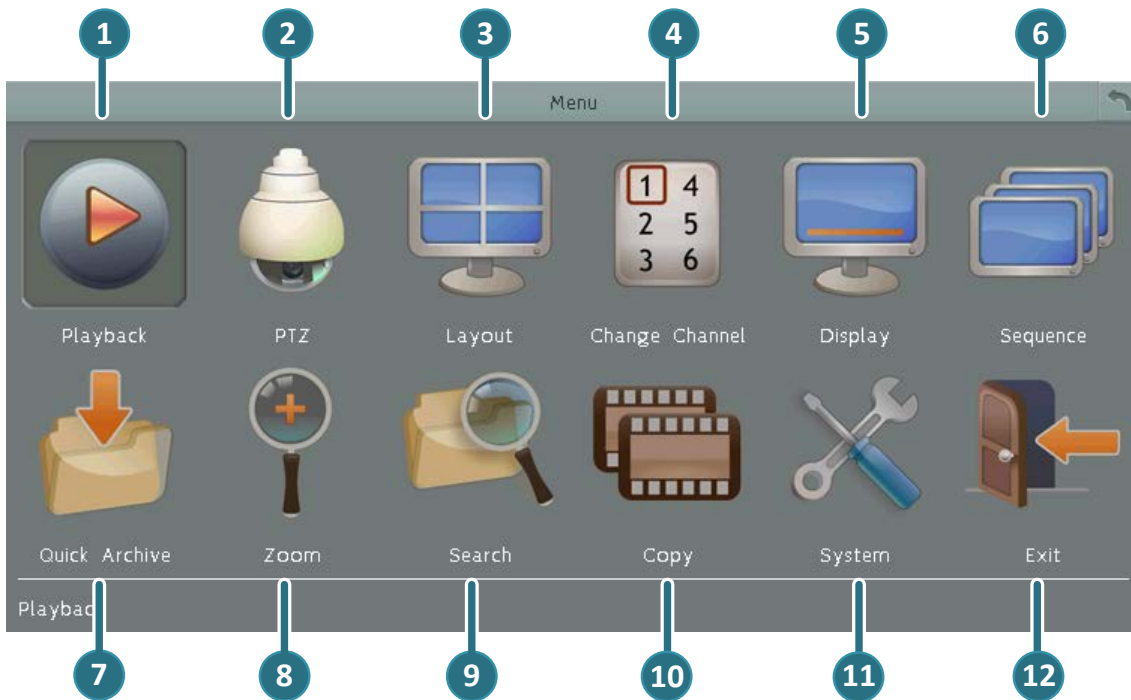 1 2 3 4 5 6
Menu
1 4
2 5
3 6
Playback PTZ Layout Change Channel Display Sequence
Quick Archive Zoom Search Copy System Exit
Playbac
7 8 9 10 11 12